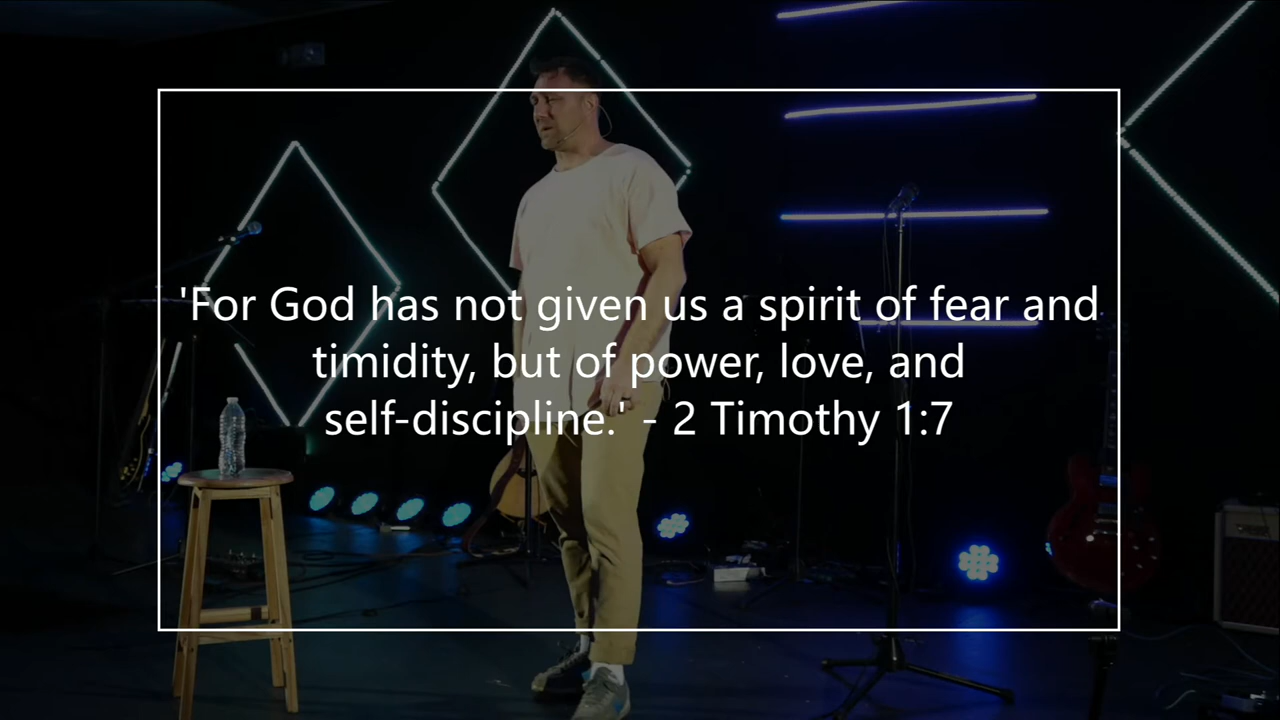 'For God has not given us a spirit of fear and
timidity, but of power, love, and
self-discipline.' - 2 Timothy 1:7